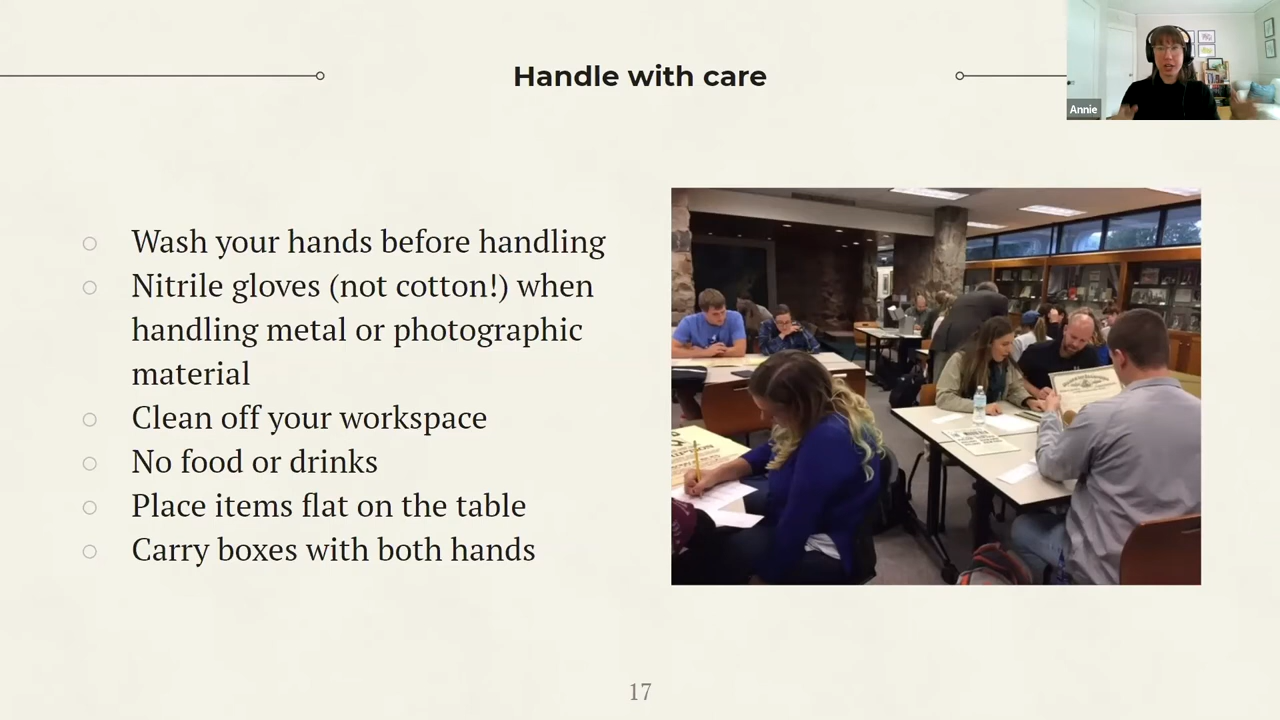 Handle with care
Annie
Wash your hands before handling
Nitrile gloves (not cotton!) when
handling metal or photographic
material
Clean off your workspace
No food or drinks
Place items flat on the table
Carry boxes with both hands
17